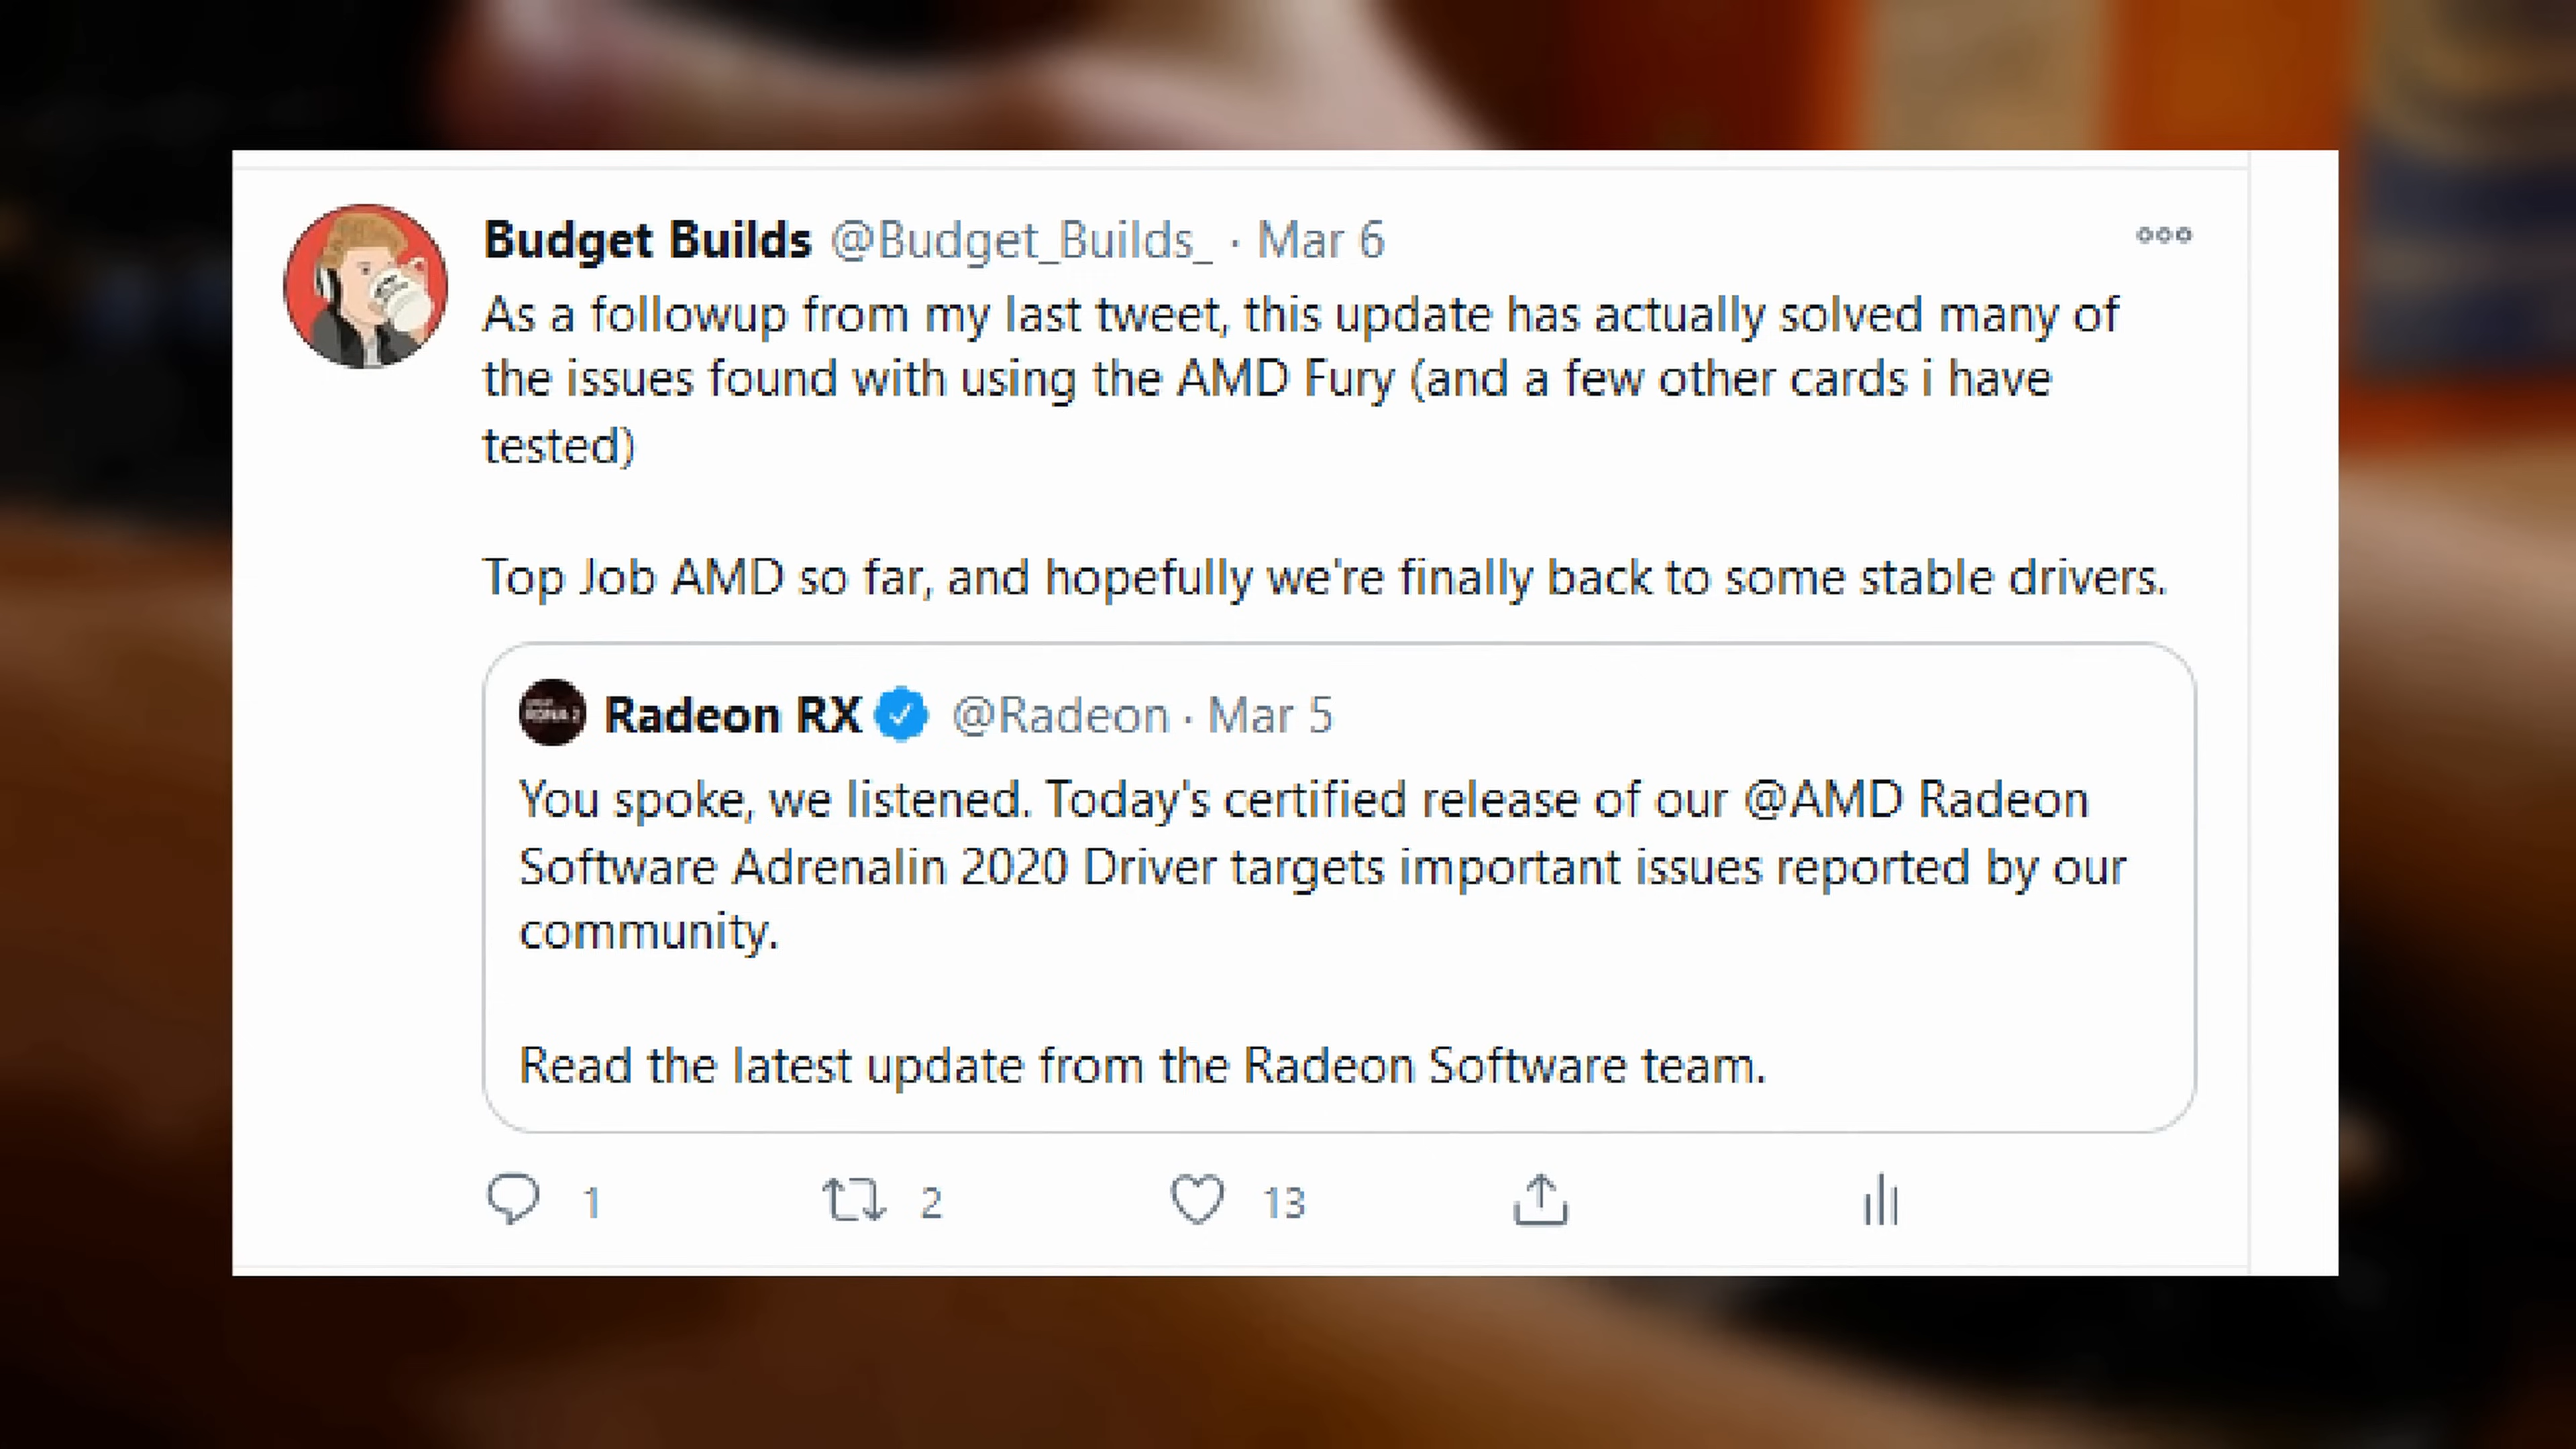 Budget Builds @Budget_Builds_ · Mar 6
As a followup from my last tweet, this update has actually solved many of
the issues found with using the AMD Fury (and a few other cards i have
tested)
Top Job AMD so far, and hopefully we're finally back to some stable drivers.
Radeon RX @Radeon · Mar 5
You spoke, we listened. Today's certified release of our @AMD Radeon
Software Adrenalin 2020 Driver targets important issues reported by our
community.
Read the latest update from the Radeon Software team.
1 2 13